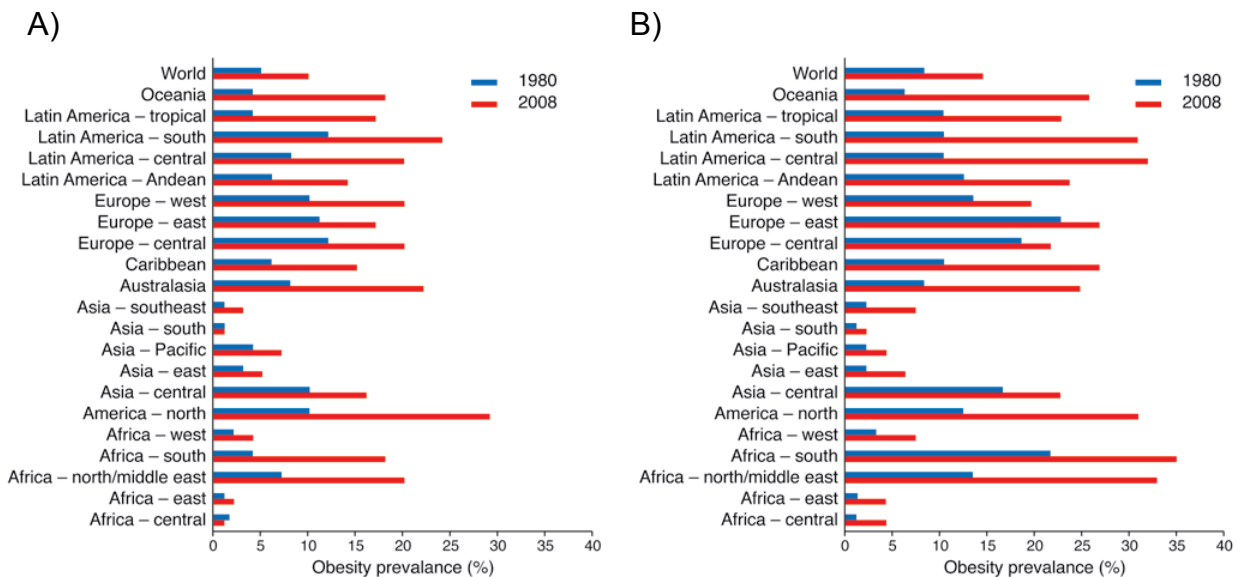 A)
1980
2008
World
Oceania
Latin America – tropical
Latin America – south
Latin America – central
Latin America – Andean
Europe – west
Europe – east
Europe – central
Caribbean
Australasia
Asia – southeast
Asia – south
Asia – Pacific
Asia – east
Asia – central
America – north
Africa – west
Africa – south
Africa – north/middle east
Africa – east
Africa – central
0 5 10 15 20 25 30 35 40
Obesity prevalance (%)
B)
1980
2008
World
Oceania
Latin America – tropical
Latin America – south
Latin America – central
Latin America – Andean
Europe – west
Europe – east
Europe – central
Caribbean
Australasia
Asia – southeast
Asia – south
Asia – Pacific
Asia – east
Asia – central
America – north
Africa – west
Africa – south
Africa – north/middle east
Africa – east
Africa – central
0 5 10 15 20 25 30 35 40
Obesity prevalance (%)